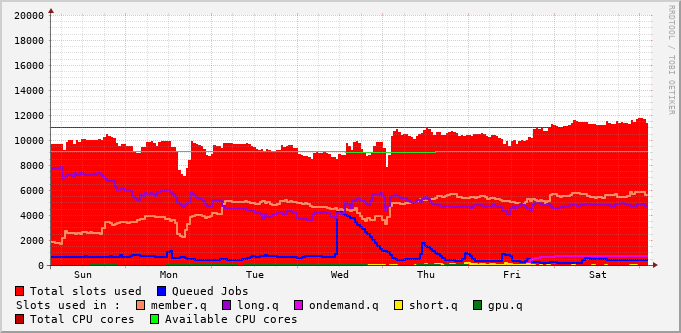 20000
18000
16000
14000
12000
10000
8000
6000
4000
2000
0
Sun Mon Tue Wed Thu Fri Sat
RRDTOOL / TOBI OETIKER
Total slots used Queued Jobs
Slots used in : member.q long.q ondemand.q short.q gpu.q
Total CPU cores Available CPU cores